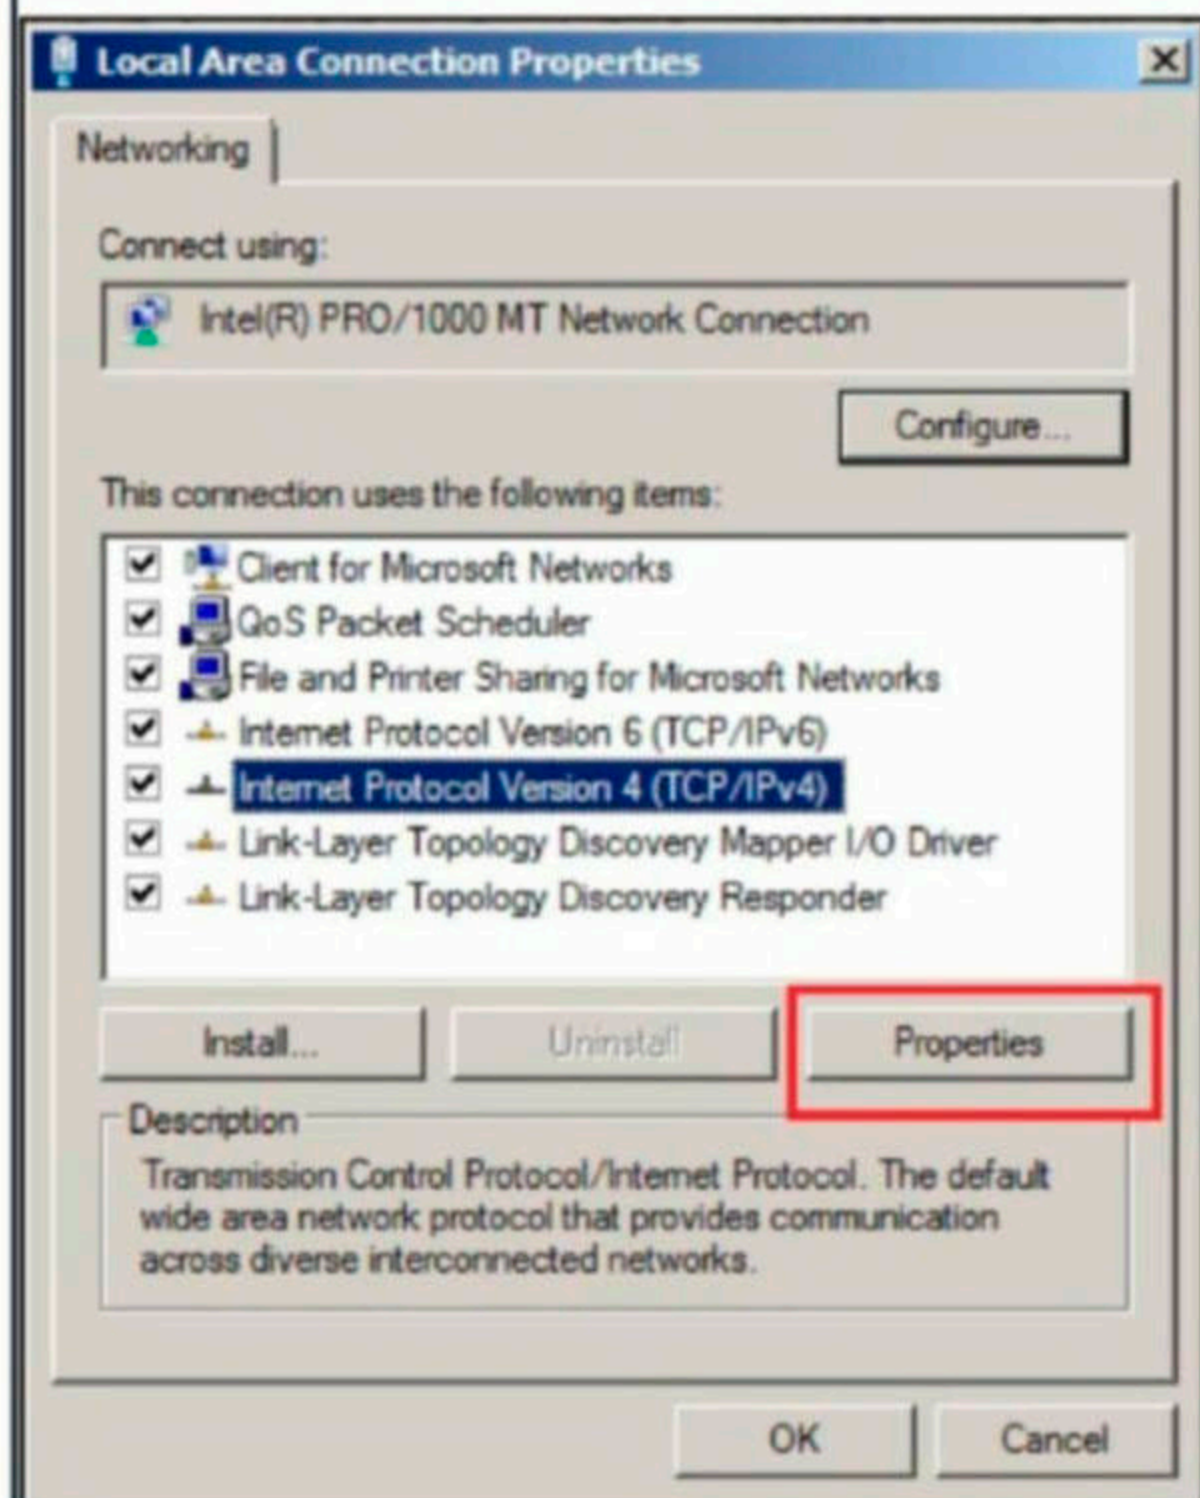 Local Area Connection Properties
Networking
Connect using:
Intel(R) PRO/1000 MT Network Connection
Configure...
This connection uses the following items:
Client for Microsoft Networks
QoS Packet Scheduler
File and Printer Sharing for Microsoft Networks
Internet Protocol Version 6 (TCP/IPv6)
Internet Protocol Version 4 (TCP/IPv4)
Link-Layer Topology Discovery Mapper I/O Driver
Link-Layer Topology Discovery Responder
Install... Uninstall Properties
Description
Transmission Control Protocol/Internet Protocol. The default
wide area network protocol that provides communication
across diverse interconnected networks.
OK Cancel